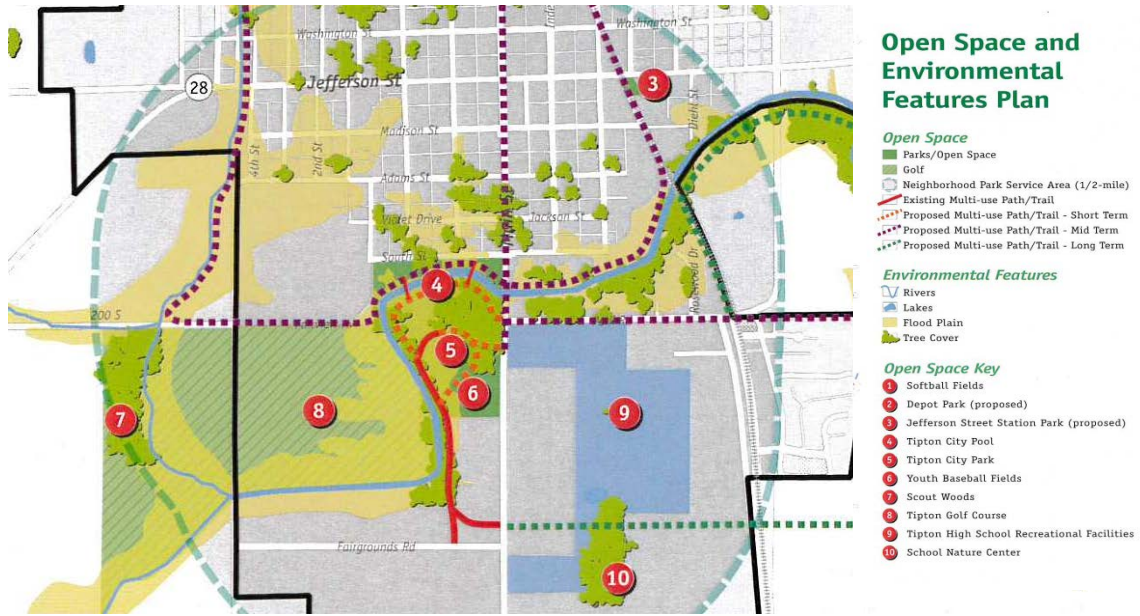 Washington St
Washington St
Jefferson St
28
3
Madison St
Diehl St
4th St
2nd St
Adams St
Violet Drive
Jackson St
South St
4
Rosewood Dr
200 S
5
6
7
8
9
Fairgrounds Rd
10
Open Space and
Environmental
Features Plan
Open Space
Parks/Open Space
Golf
Neighborhood Park Service Area (1/2-mile)
Existing Multi-use Path/Trail
Proposed Multi-use Path/Trail - Short Term
Proposed Multi-use Path/Trail - Mid Term
Proposed Multi-use Path/Trail - Long Term
Environmental Features
Rivers
Lakes
Flood Plain
Tree Cover
Open Space Key
1 Softball Fields
2 Depot Park (proposed)
3 Jefferson Street Station Park (proposed)
4 Tipton City Pool
5 Tipton City Park
6 Youth Baseball Fields
7 Scout Woods
8 Tipton Golf Course
9 Tipton High School Recreational Facilities
10 School Nature Center